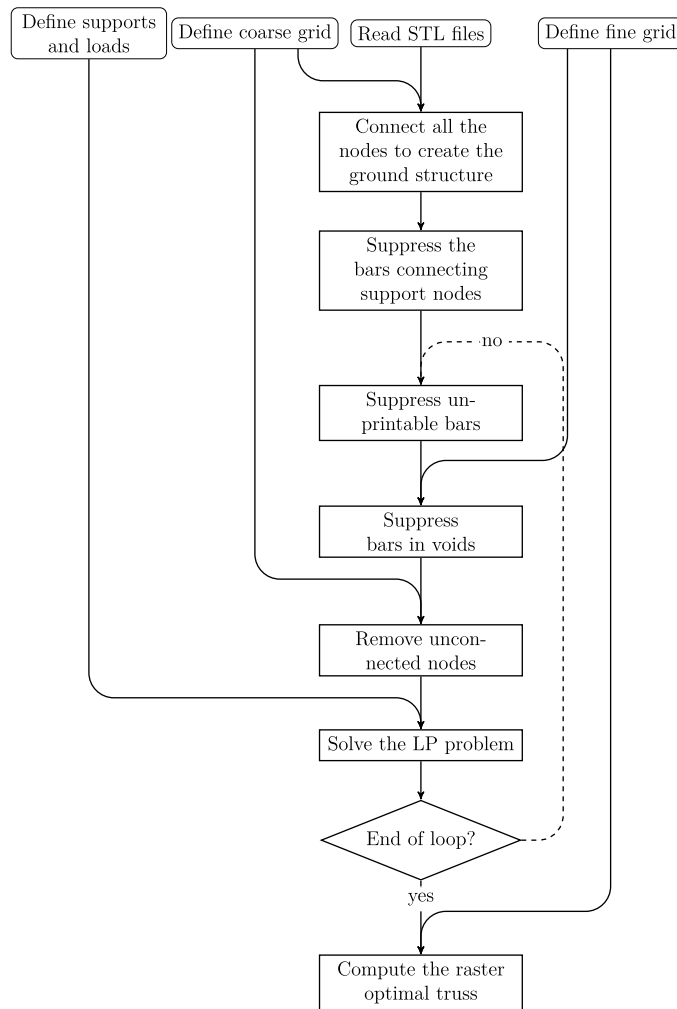 Define supports
and loads
Define coarse grid
Read STL files
Define fine grid
Connect all the
nodes to create the
ground structure
Suppress the
bars connecting
support nodes
no
Suppress un-
printable bars
Suppress
bars in voids
Remove uncon-
nected nodes
Solve the LP problem
End of loop?
yes
Compute the raster
optimal truss